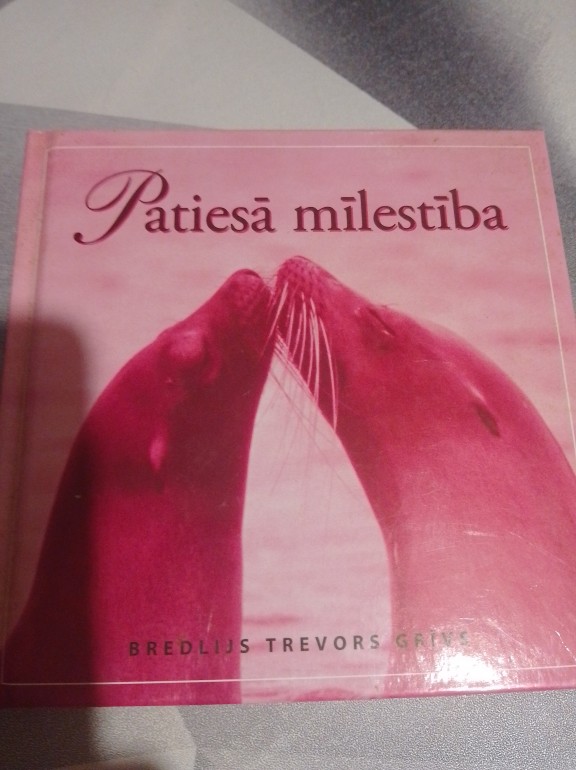 Patiesā mīlestība
BREDLIJS TREVORS GRĪVS